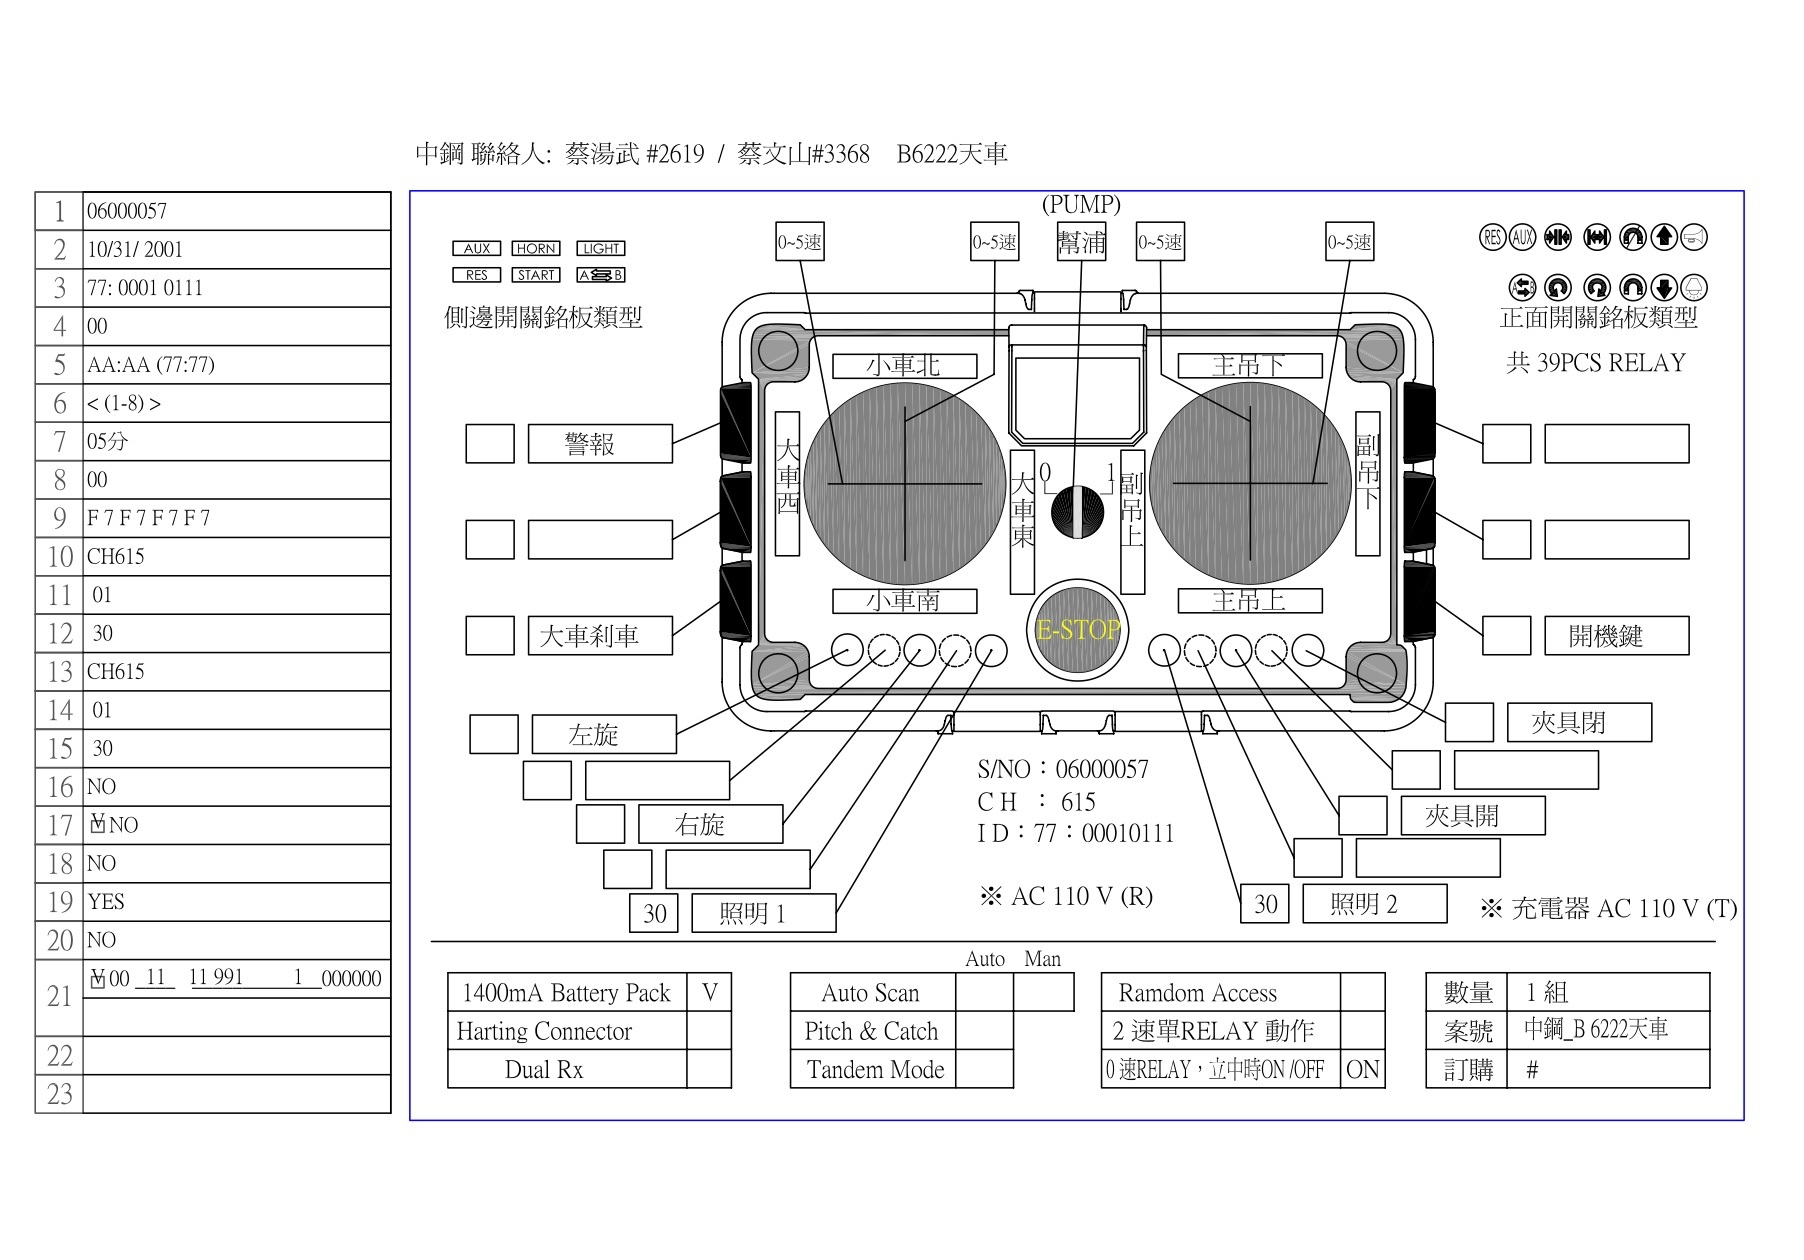 中鋼 聯絡人: 蔡湯武 #2619 / 蔡文山#3368 B6222天車
1 06000057
2 10/31/ 2001
3 77: 0001 0111
4 00
5 AA:AA (77:77)
6 < (1-8) >
7 05分
8 00
9 F 7 F 7 F 7 F 7
10 CH615
11 01
12 30
13 CH615
14 01
15 30
16 NO
17 V NO
18 NO
19 YES
20 NO
21 V 00 11 11 991 1 000000
22
23
(PUMP)
0~5速 0~5速 幫浦 0~5速 0~5速
AUX HORN LIGHT
RES START A B
側邊開關銘板類型
RES AUX
A B
正面開關銘板類型
共 39PCS RELAY
小車北 主吊下
大車西 大車東 副吊上 副吊下
0 1
小車南 主吊上
E-STOP
警報
大車剎車 開機鍵
左旋 夾具閉
右旋 夾具開
30 照明 1
30 照明 2
S/NO：06000057
C H ： 615
I D：77：00010111
※ AC 110 V (R)
※ 充電器 AC 110 V (T)
1400mA Battery Pack V
Harting Connector
Dual Rx
Auto Man
Auto Scan
Pitch & Catch
Tandem Mode
Ramdom Access
2 速單RELAY 動作
0 速RELAY，立中時ON /OFF ON
數量 1 組
案號 中鋼_B 6222天車
訂購 #